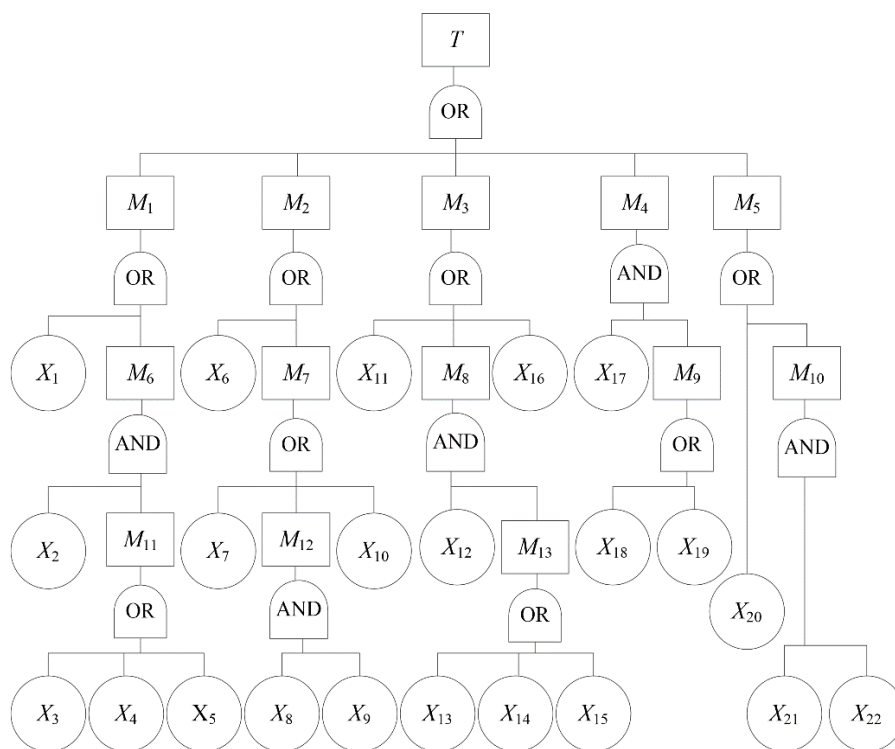 T
OR
M₁ M₂ M₃ M₄ M₅
OR OR OR AND OR
X₁ M₆ X₆ M₇ X₁₁ M₈ X₁₆ X₁₇ M₉ M₁₀
AND OR AND OR AND
X₂ M₁₁ X₇ M₁₂ X₁₀ X₁₂ M₁₃ X₁₈ X₁₉
OR AND OR X₂₀
X₃ X₄ X₅ X₈ X₉ X₁₃ X₁₄ X₁₅ X₂₁ X₂₂